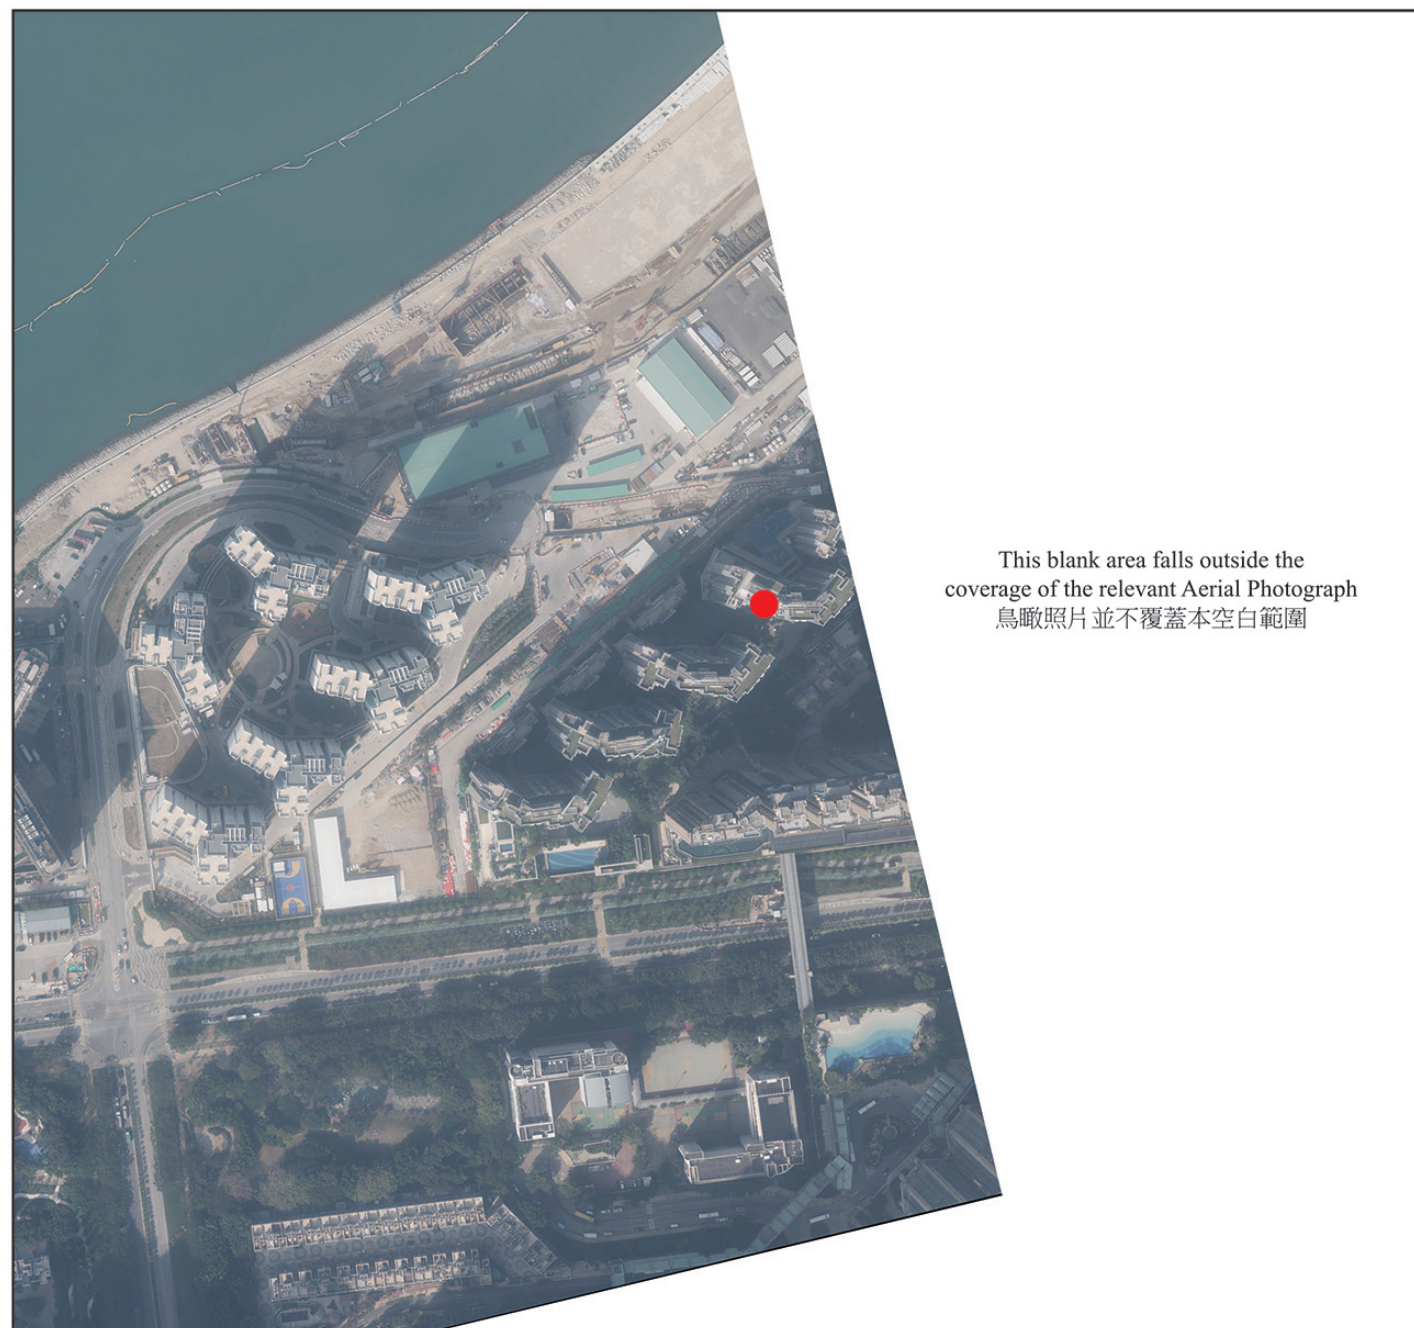 This blank area falls outside the
coverage of the relevant Aerial Photograph
鳥瞰照片並不覆蓋本空白範圍